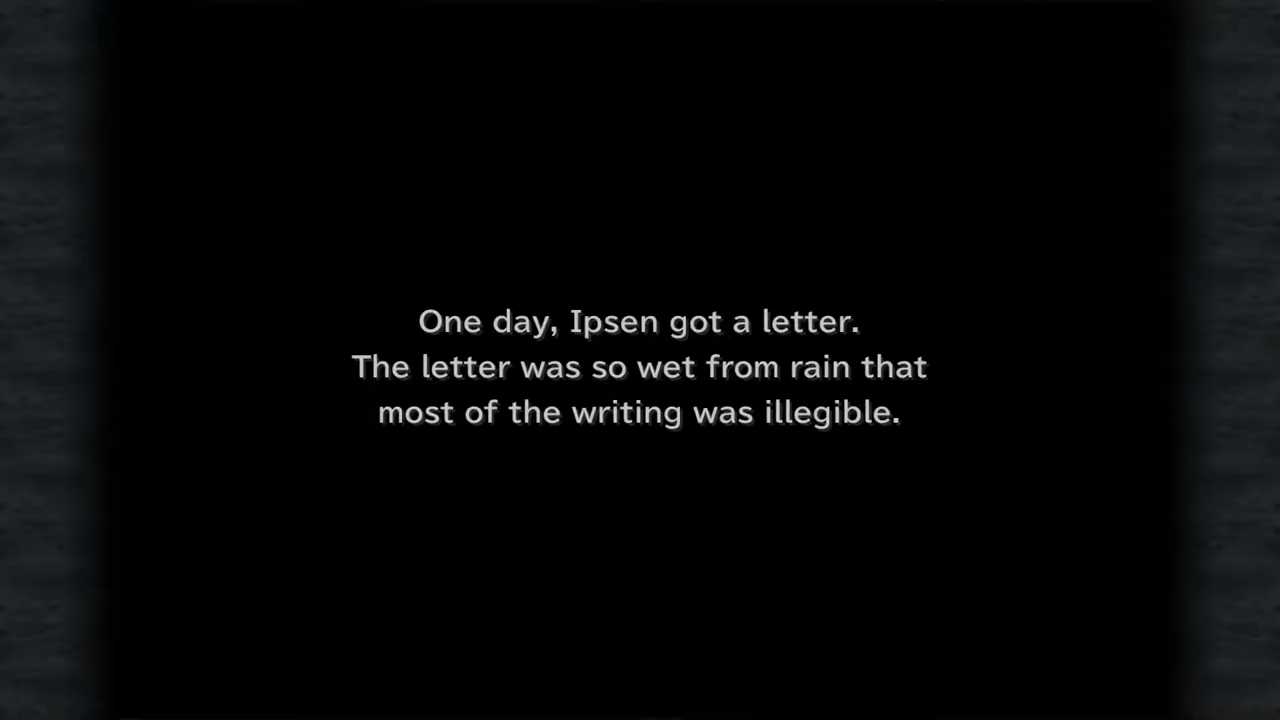 One day, Ipsen got a letter.
The letter was so wet from rain that
most of the writing was illegible.